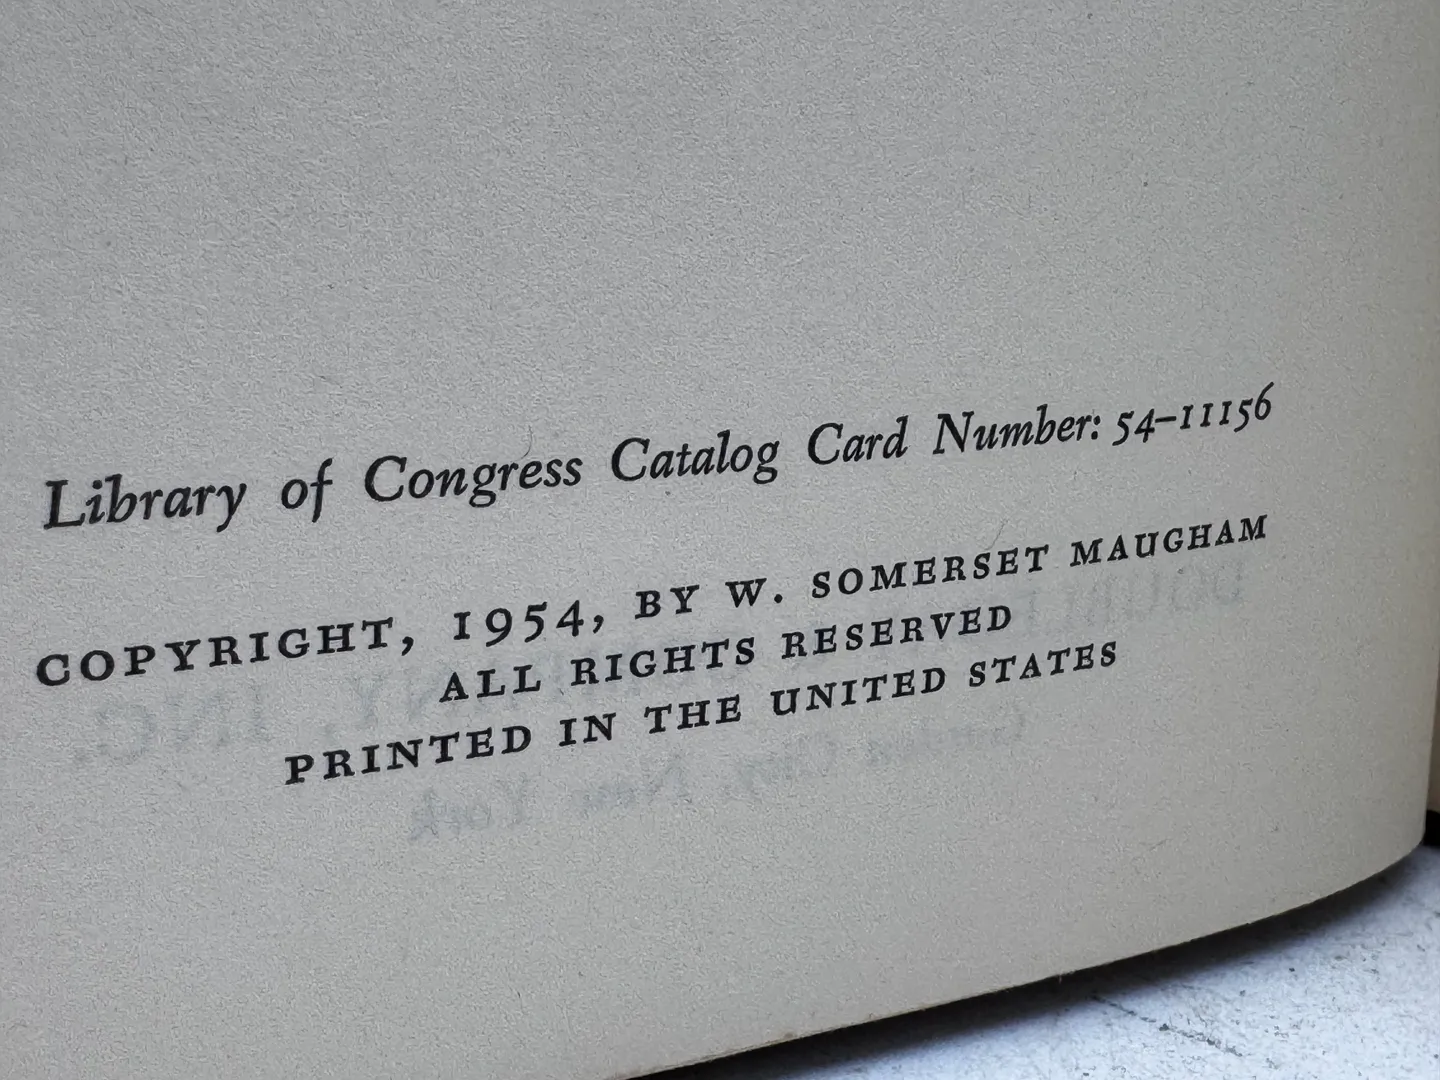 Library of Congress Catalog Card Number: 54-11156
COPYRIGHT, 1954, BY W. SOMERSET MAUGHAM
ALL RIGHTS RESERVED
PRINTED IN THE UNITED STATES